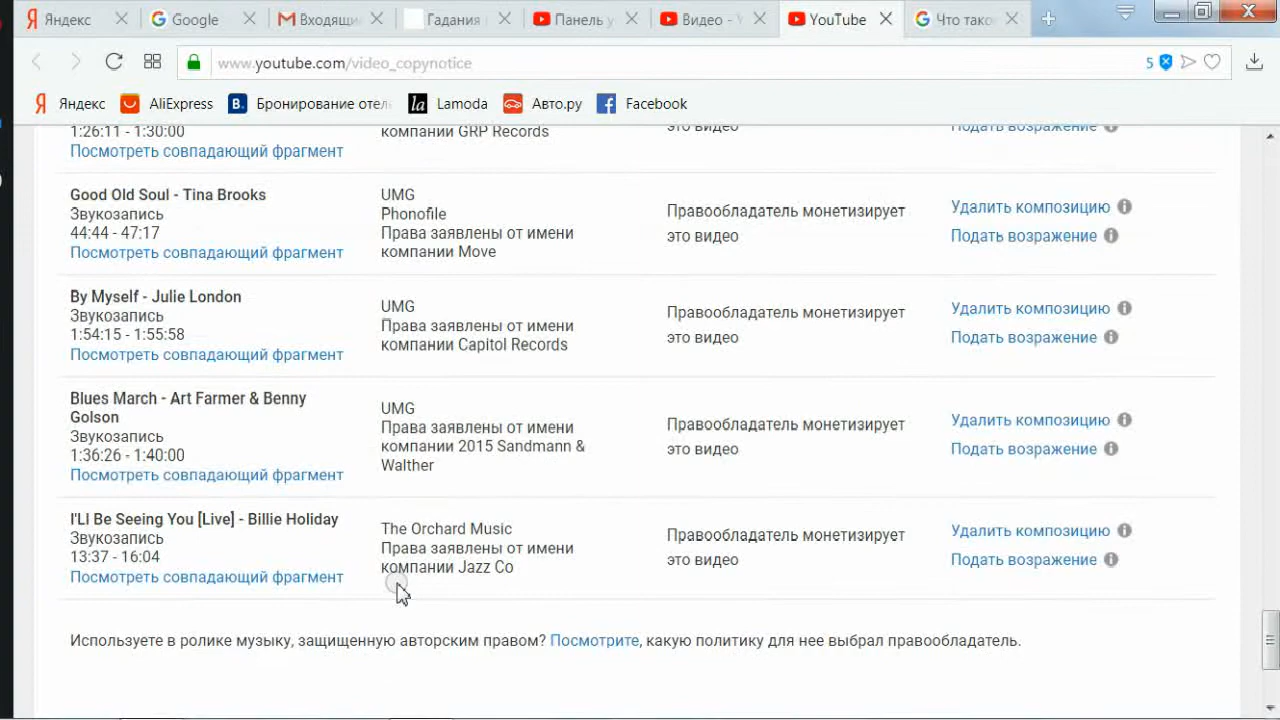 Яндекс
Google
Входящи
Гадания
Панель у
Видео - Y
YouTube
Что тако
www.youtube.com/video_copynotice
5
Яндекс
AliExpress
Бронирование отел
Lamoda
Авто.ру
Facebook
1:26:11 - 1:30:00
компании GRP Records
это видео
Подать возражение
Посмотреть совпадающий фрагмент
Good Old Soul - Tina Brooks
Звукозапись
44:44 - 47:17
Посмотреть совпадающий фрагмент
UMG
Phonofile
Права заявлены от имени
компании Move
Правообладатель монетизирует
это видео
Удалить композицию
Подать возражение
By Myself - Julie London
Звукозапись
1:54:15 - 1:55:58
Посмотреть совпадающий фрагмент
UMG
Права заявлены от имени
компании Capitol Records
Правообладатель монетизирует
это видео
Удалить композицию
Подать возражение
Blues March - Art Farmer & Benny
Golson
Звукозапись
1:36:26 - 1:40:00
Посмотреть совпадающий фрагмент
UMG
Права заявлены от имени
компании 2015 Sandmann &
Walther
Правообладатель монетизирует
это видео
Удалить композицию
Подать возражение
I'Ll Be Seeing You [Live] - Billie Holiday
Звукозапись
13:37 - 16:04
Посмотреть совпадающий фрагмент
The Orchard Music
Права заявлены от имени
компании Jazz Co
Правообладатель монетизирует
это видео
Удалить композицию
Подать возражение
Используете в ролике музыку, защищенную авторским правом? Посмотрите, какую политику для нее выбрал правообладатель.